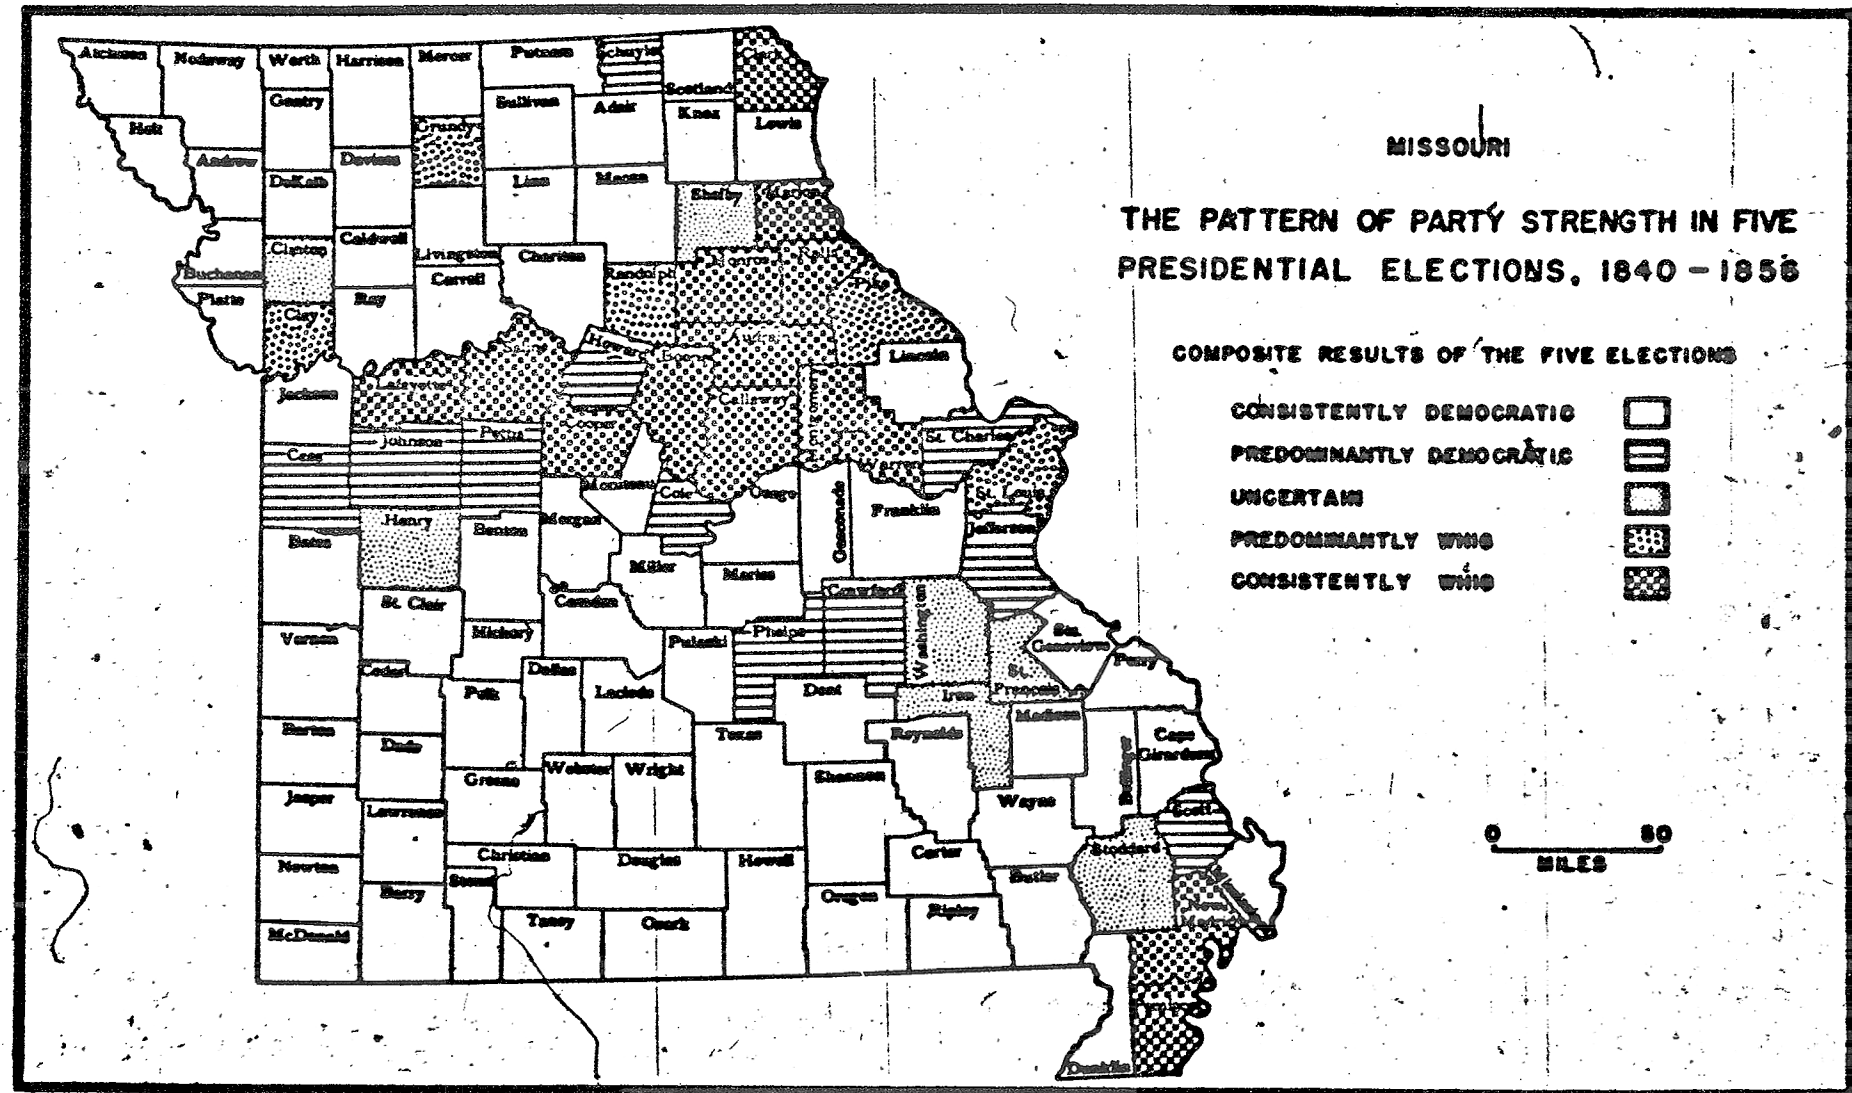 MISSOURI
THE PATTERN OF PARTY STRENGTH IN FIVE
PRESIDENTIAL ELECTIONS, 1840 – 1856
COMPOSITE RESULTS OF THE FIVE ELECTIONS
CONSISTENTLY DEMOCRATIC
PREDOMINANTLY DEMOCRATIC
UNCERTAIN
PREDOMINANTLY WHIG
CONSISTENTLY WHIG
0 50
MILES
Atchison
Nodaway
Worth
Harrison
Mercer
Putnam
Schuyler
Scotland
Clark
Gentry
Sullivan
Adair
Knox
Lewis
Holt
Andrew
Daviess
Grundy
DeKalb
Linn
Macon
Shelby
Marion
Clinton
Caldwell
Livingston
Chariton
Randolph
Monroe
Ralls
Buchanan
Platte
Clay
Ray
Carroll
Pike
Saline
Howard
Boone
Audrain
Lincoln
Jackson
Lafayette
Cooper
Callaway
Montgomery
Warren
St. Charles
Cass
Johnson
Pettis
Moniteau
Cole
Osage
Gasconade
Franklin
St. Louis
Jefferson
Bates
Henry
Benton
Morgan
Miller
Maries
Crawford
Washington
St. Clair
Camden
Vernon
Hickory
Pulaski
Phelps
Ste.
Genevieve
Perry
Cedar
Polk
Dallas
Laclede
Dent
Iron
St.
Francois
Madison
Barton
Dade
Texas
Reynolds
Bollinger
Cape
Girardeau
Jasper
Greene
Webster
Wright
Shannon
Wayne
Scott
Lawrence
Christian
Douglas
Howell
Carter
Stoddard
Newton
Barry
Stone
Oregon
Ripley
Butler
New
Madrid
McDonald
Taney
Ozark
Dunklin